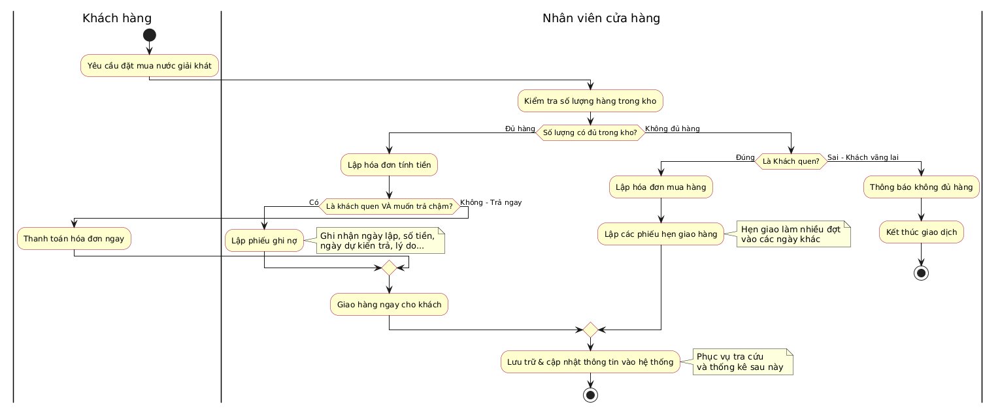 Khách hàng
Nhân viên cửa hàng
Yêu cầu đặt mua nước giải khát
Kiểm tra số lượng hàng trong kho
Đủ hàng
Số lượng có đủ trong kho?
Không đủ hàng
Lập hóa đơn tính tiền
Đúng
Là Khách quen?
Sai - Khách vãng lai
Lập hóa đơn mua hàng
Thông báo không đủ hàng
Có
Là khách quen VÀ muốn trả chậm?
Không - Trả ngay
Thanh toán hóa đơn ngay
Lập phiếu ghi nợ
Ghi nhận ngày lập, số tiền,
ngày dự kiến trả, lý do...
Lập các phiếu hẹn giao hàng
Hẹn giao làm nhiều đợt
vào các ngày khác
Kết thúc giao dịch
Giao hàng ngay cho khách
Lưu trữ & cập nhật thông tin vào hệ thống
Phục vụ tra cứu
và thống kê sau này